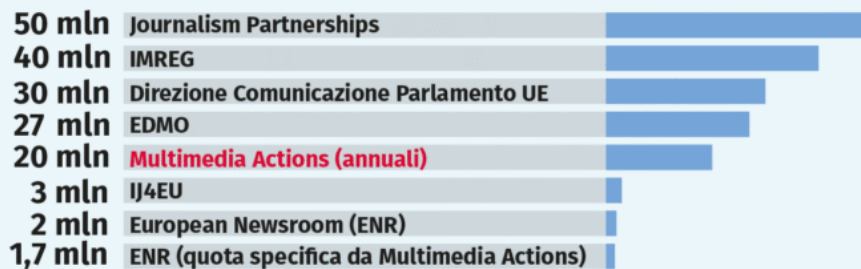 50 mln Journalism Partnerships
40 mln IMREG
30 mln Direzione Comunicazione Parlamento UE
27 mln EDMO
20 mln Multimedia Actions (annuali)
3 mln IJ4EU
2 mln European Newsroom (ENR)
1,7 mln ENR (quota specifica da Multimedia Actions)